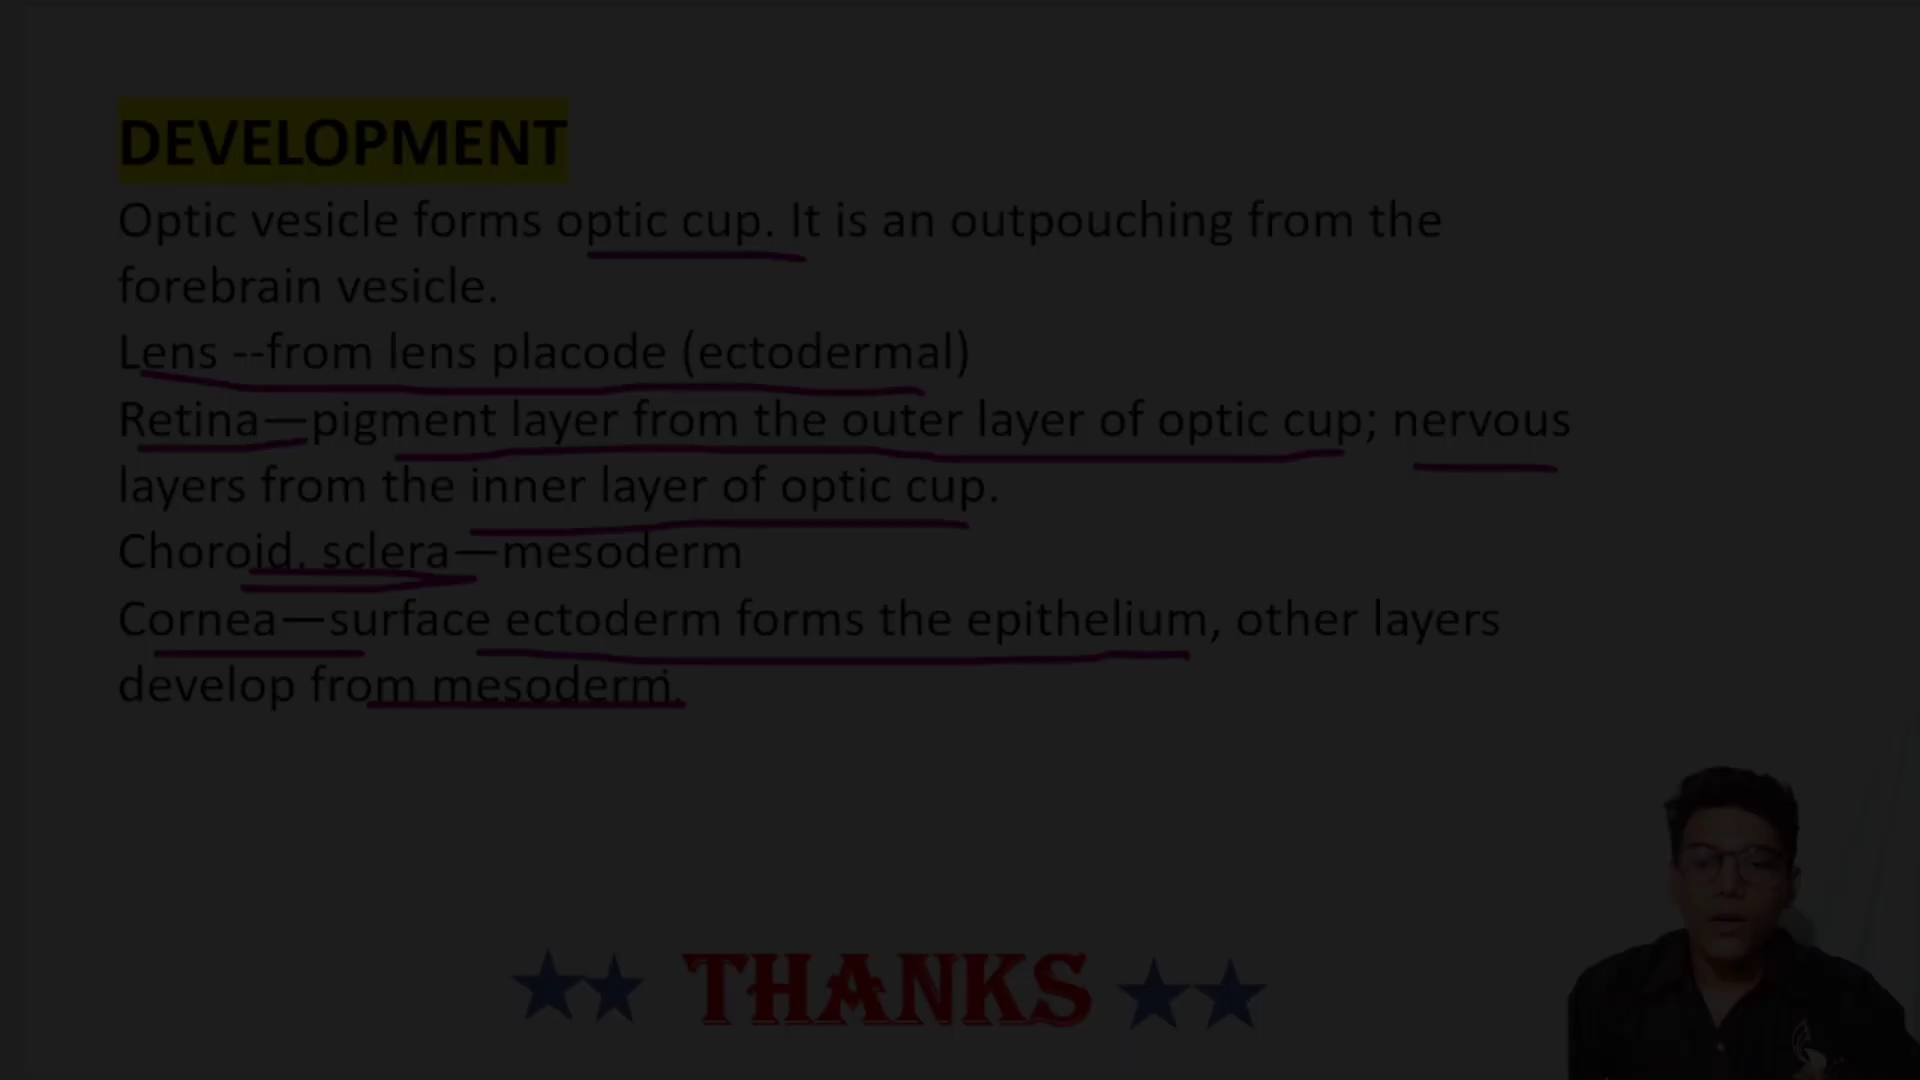 DEVELOPMENT
Optic vesicle forms optic cup. It is an outpouching from the
forebrain vesicle.
Lens --from lens placode (ectodermal)
Retina—pigment layer from the outer layer of optic cup; nervous
layers from the inner layer of optic cup.
Choroid, sclera—mesoderm
Cornea—surface ectoderm forms the epithelium, other layers
develop from mesoderm.
THANKS